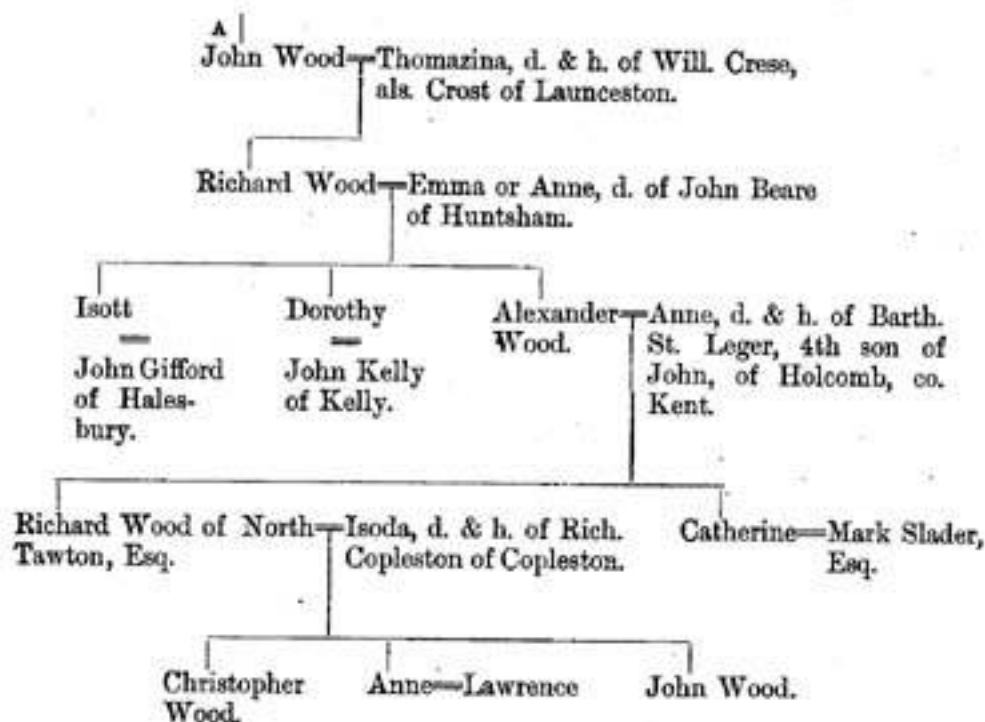 A
John Wood
Thomazina, d. & h. of Will. Crese,
als. Crost of Launceston.
Richard Wood
Emma or Anne, d. of John Beare
of Huntsham.
Isott
John Gifford
of Hales-
bury.
Dorothy
John Kelly
of Kelly.
Alexander
Wood.
Anne, d. & h. of Barth.
St. Leger, 4th son of
John, of Holcomb, co.
Kent.
Richard Wood of North
Tawton, Esq.
Isoda, d. & h. of Rich.
Copleston of Copleston.
Catherine
Mark Slader,
Esq.
Christopher
Wood.
Anne
Lawrence
John Wood.